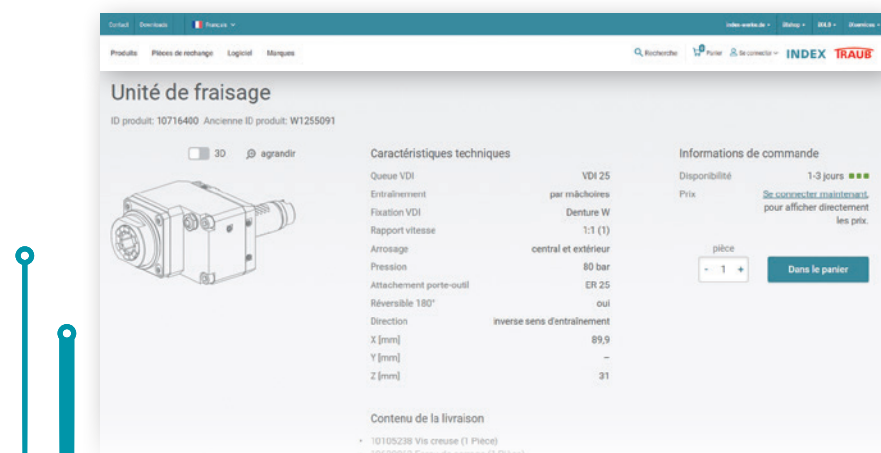 Contact Downloads Français
index-werke.de iXshop iXworld iXservices
Produits Pièces de rechange Logiciel Marques
Recherche 0 Panier Se connecter INDEX TRAUB
Unité de fraisage
ID produit: 10716400 Ancienne ID produit: W1255091
3D agrandir
Caractéristiques techniques
Queue VDI VDI 25
Entraînement par mâchoires
Fixation VDI Denture W
Rapport vitesse 1:1 (1)
Arrosage central et extérieur
Pression 80 bar
Attachement porte-outil ER 25
Réversible 180° oui
Direction inverse sens d'entraînement
X [mm] 89,9
Y [mm] –
Z [mm] 31
Contenu de la livraison
• 10105238 Vis creuse (1 Pièce)
Informations de commande
Disponibilité 1-3 jours
Prix Se connecter maintenant,
pour afficher directement
les prix.
pièce
- 1 +
Dans le panier